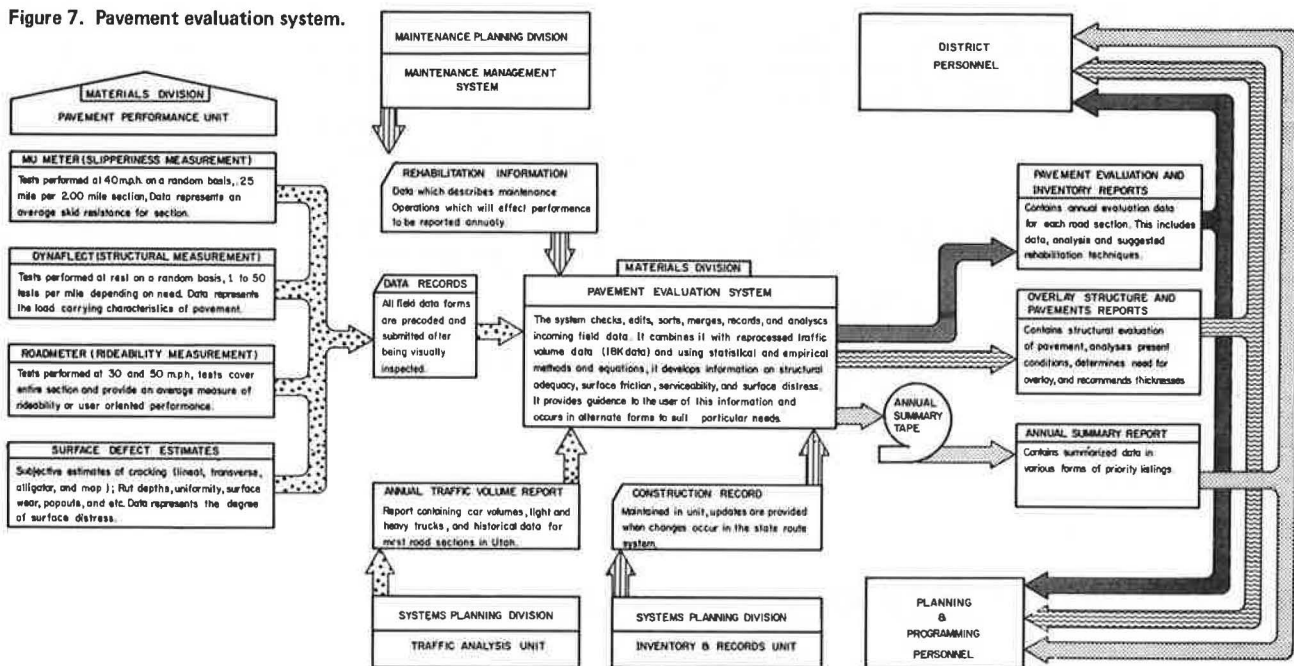 Figure 7. Pavement evaluation system.
MATERIALS DIVISION
PAVEMENT PERFORMANCE UNIT
MU METER (SLIPPERINESS MEASUREMENT)
Tests performed at 40 m.p.h. on a random basis, .25
mile per 2.00 mile section, Data represents an
average skid resistance for section.
DYNAFLECT (STRUCTURAL MEASUREMENT)
Tests performed at rest on a random basis, 1 to 50
tests per mile depending on need. Data represents
the load carrying characteristics of pavement.
ROADMETER (RIDEABILITY MEASUREMENT)
Tests performed at 30 and 50 m.p.h, tests cover
entire section and provide an average measure of
rideability or user oriented performance.
SURFACE DEFECT ESTIMATES
Subjective estimates of cracking (lineal, transverse,
alligator, and map); Rut depths, uniformity, surface
wear, popouts, and etc. Data represents the degree
of surface distress.
MAINTENANCE PLANNING DIVISION
MAINTENANCE MANAGEMENT
SYSTEM
REHABILITATION INFORMATION
Data which describes maintenance
Operations which will effect performence
to be reported annualy.
DATA RECORDS
All field data forms
are precoded and
submitted after
being visually
inspected.
MATERIALS DIVISION
PAVEMENT EVALUATION SYSTEM
The system checks, edits, sorts, merges, records, and analyscs
incoming field data. It combines it with reprocessed traffic
volume data (18K data) and using statisical and empirical
methods and equations, it develops information on structural
adequacy, surface friction, serviceability, and surface distress.
It provides guidance to the user of this information and
occurs in alternate forms to suit particular needs.
ANNUAL TRAFFIC VOLUME REPORT
Report containing car volumes, light and
heavy trucks, and historical data for
most road sections in Utah.
SYSTEMS PLANNING DIVISION
TRAFFIC ANALYSIS UNIT
CONSTRUCTION RECORD
Maintained in unit, updates are provided
when changes occur in the state route
system.
SYSTEMS PLANNING DIVISION
INVENTORY & RECORDS UNIT
ANNUAL
SUMMARY
TAPE
DISTRICT
PERSONNEL
PAVEMENT EVALUATION AND
INVENTORY REPORTS
Contains annual evaluation data
for each road section. This includes
data, analysis and suggested
rehabilitation techniques.
OVERLAY STRUCTURE AND
PAVEMENTS REPORTS
Contains structural evaluation
of pavement, analyses present
conditions, determines need for
overlay, and recommends thicknesses
ANNUAL SUMMARY REPORT
Contains summarized data in
various forms of priority listings.
PLANNING
&
PROGRAMMING
PERSONNEL